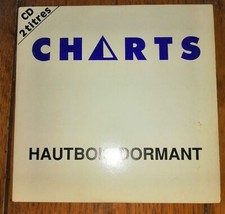 CD
2 titres
CHARTS
HAUTBOIS DORMANT